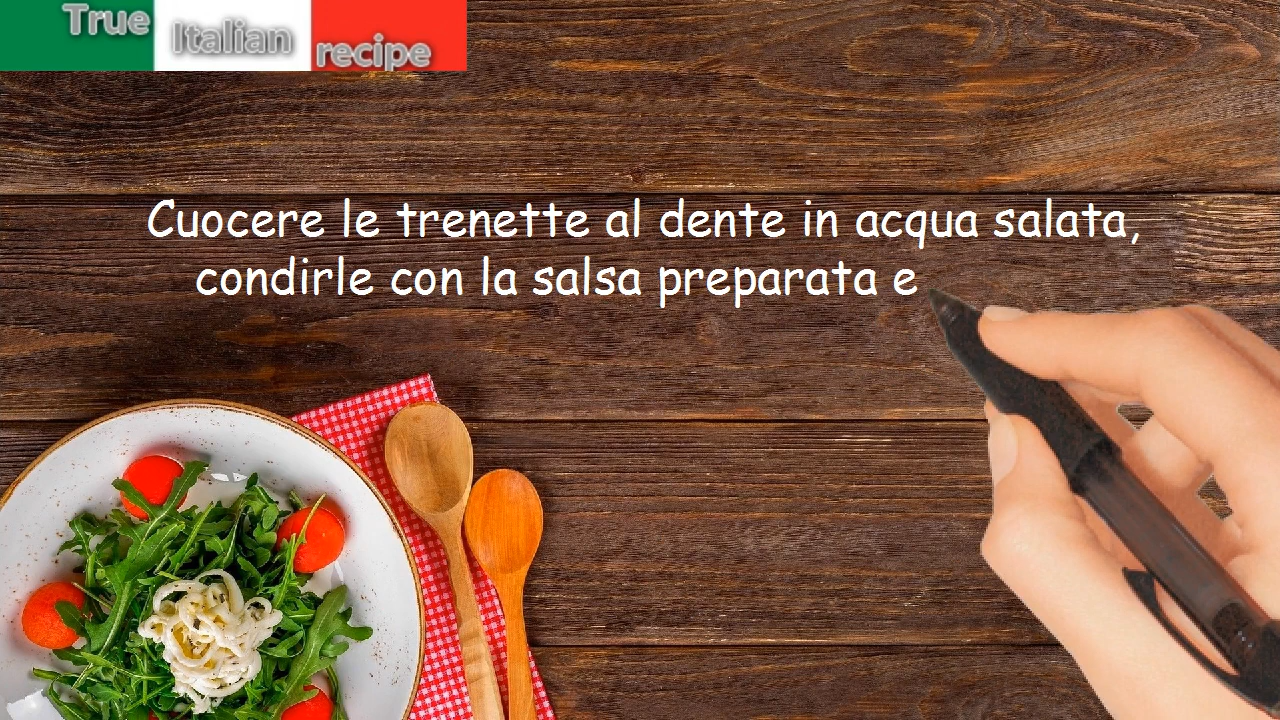 True Italian recipe
Cuocere le trenette al dente in acqua salata,
condirle con la salsa preparata e